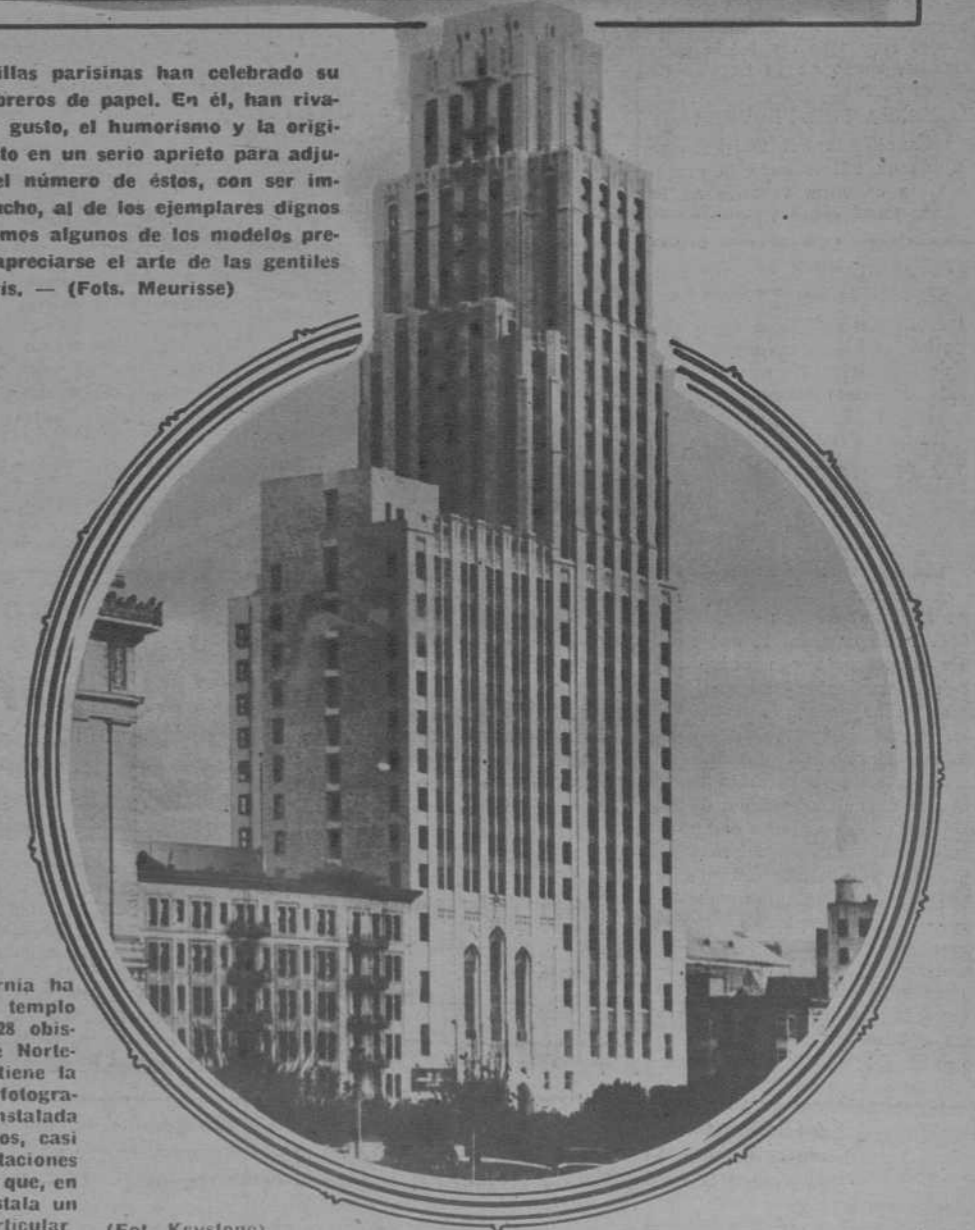 illas parisinas han celebrado su
breros de papel. En él, han riva-
gusto, el humorismo y la origi-
to en un serio aprieto para adju-
el número de éstos, con ser im-
ucho, al de los ejemplares dignos
mos algunos de los modelos pre-
apreciarse el arte de las gentiles
ís. — (Fots. Meurisse)
rnia ha
templo
28 obis-
e Norte-
tiene la
fotogra-
nstalada
os, casi
taciones
que, en
stala un
rticular. (Fot. Keystone)